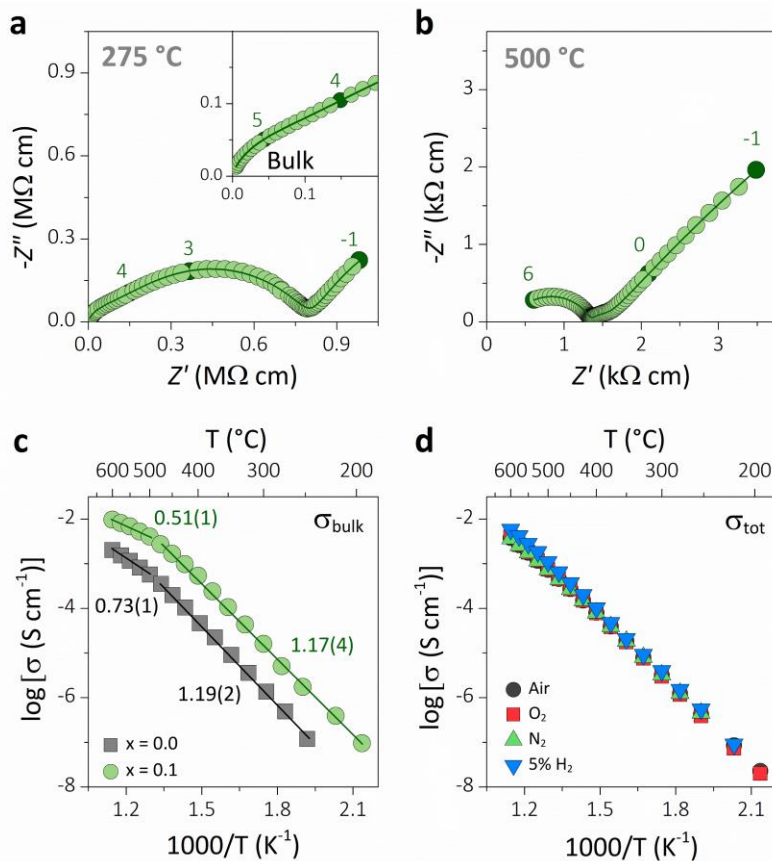 a
275 °C
-Z″ (MΩ cm)
0.9
0.6
0.3
0.0
0.0 0.3 0.6 0.9
Z′ (MΩ cm)
4 3 -1
0.1
0.0
0.0 0.1
5 4
Bulk
b
500 °C
-Z″ (kΩ cm)
3
2
1
0
0 1 2 3
Z′ (kΩ cm)
6 0 -1
c
T (°C)
600 500 400 300 200
σbulk
0.51(1)
0.73(1)
1.17(4)
1.19(2)
log [σ (S cm⁻¹)]
-2
-4
-6
-8
x = 0.0
x = 0.1
1.2 1.5 1.8 2.1
1000/T (K⁻¹)
d
T (°C)
600 500 400 300 200
σtot
log [σ (S cm⁻¹)]
-2
-4
-6
-8
Air
O₂
N₂
5% H₂
1.2 1.5 1.8 2.1
1000/T (K⁻¹)